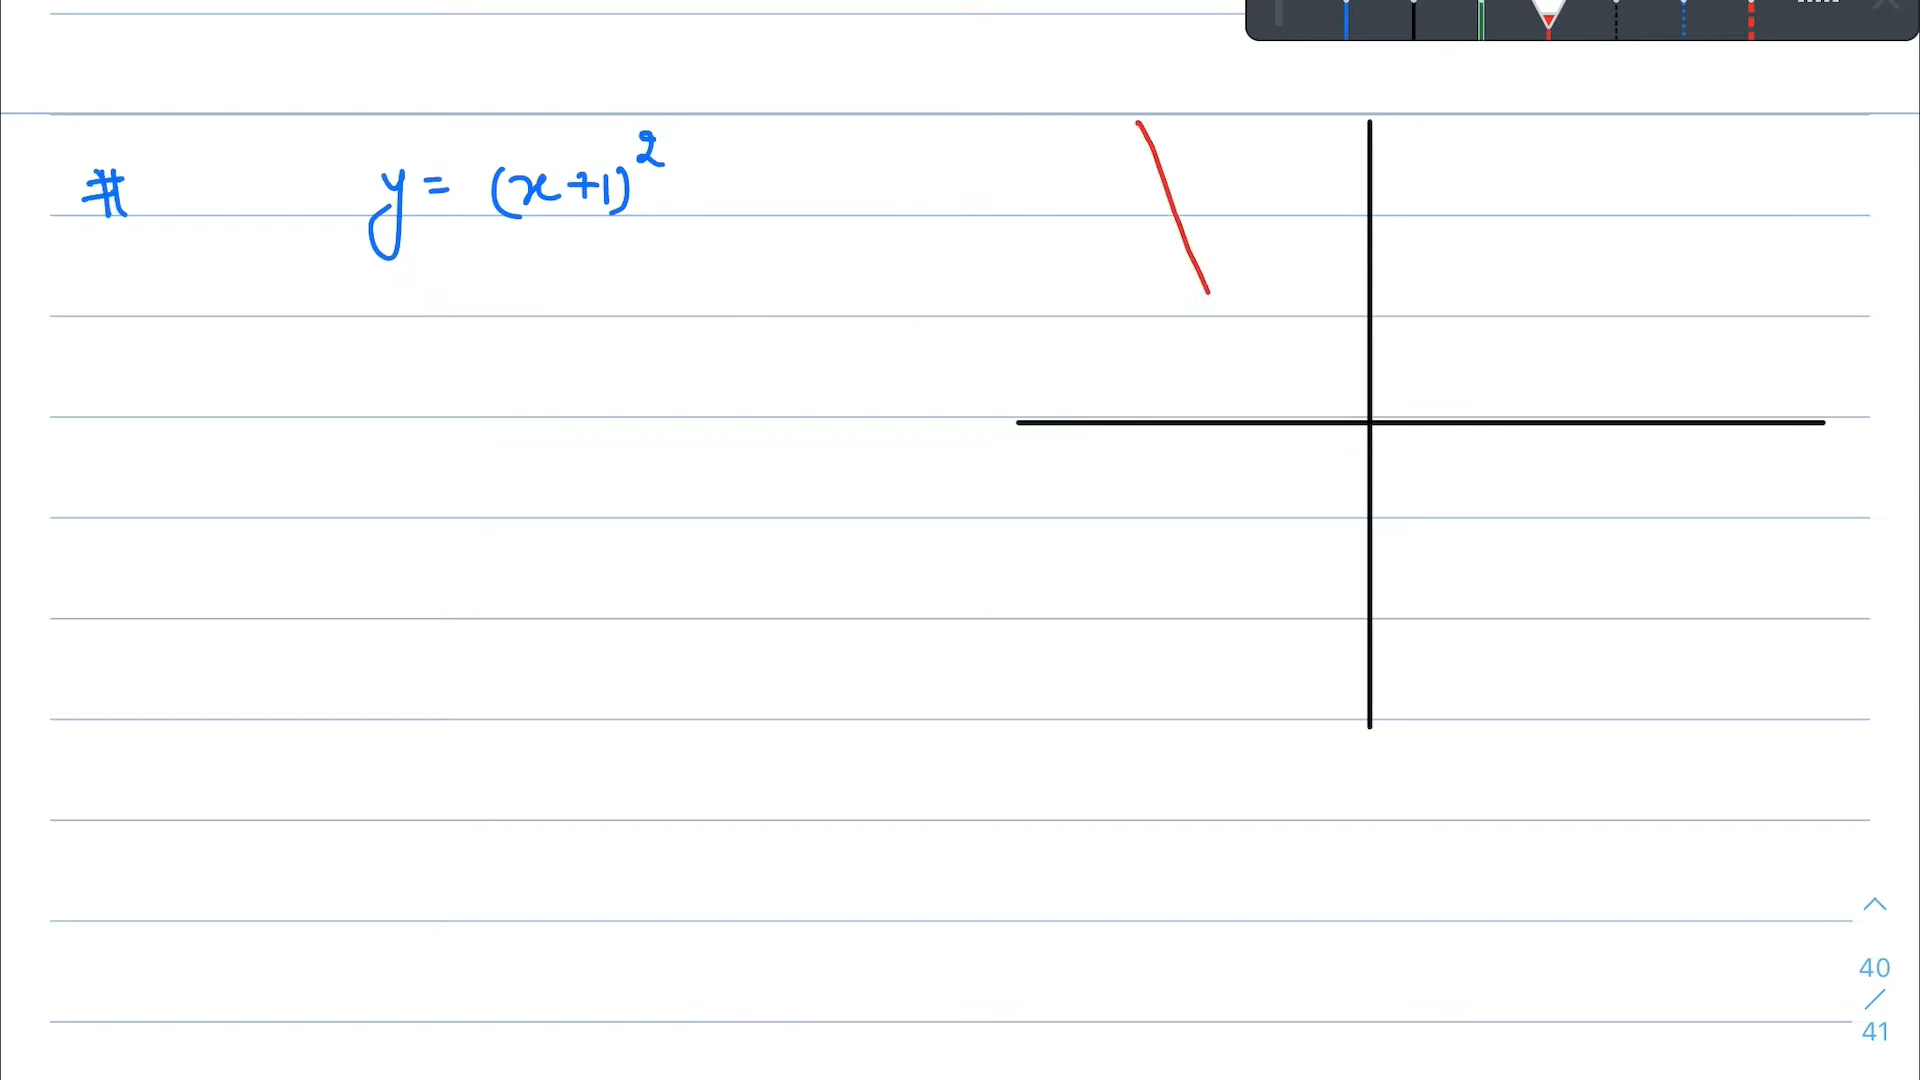 # y = (x+1)²
40
/
41